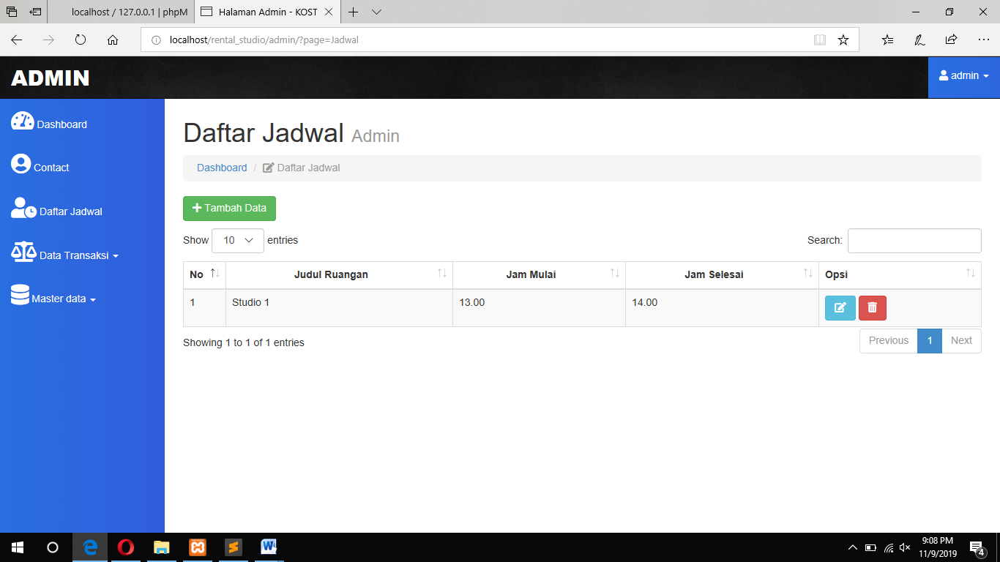 localhost / 127.0.0.1 | phpM
Halaman Admin - KOST
localhost/rental_studio/admin/?page=Jadwal
ADMIN
admin
Dashboard
Contact
Daftar Jadwal
Data Transaksi
Master data
Daftar Jadwal Admin
Dashboard / Daftar Jadwal
Tambah Data
Show 10 entries
Search:
No Judul Ruangan Jam Mulai Jam Selesai Opsi
1 Studio 1 13.00 14.00
Showing 1 to 1 of 1 entries
Previous 1 Next
9:08 PM
11/9/2019
4